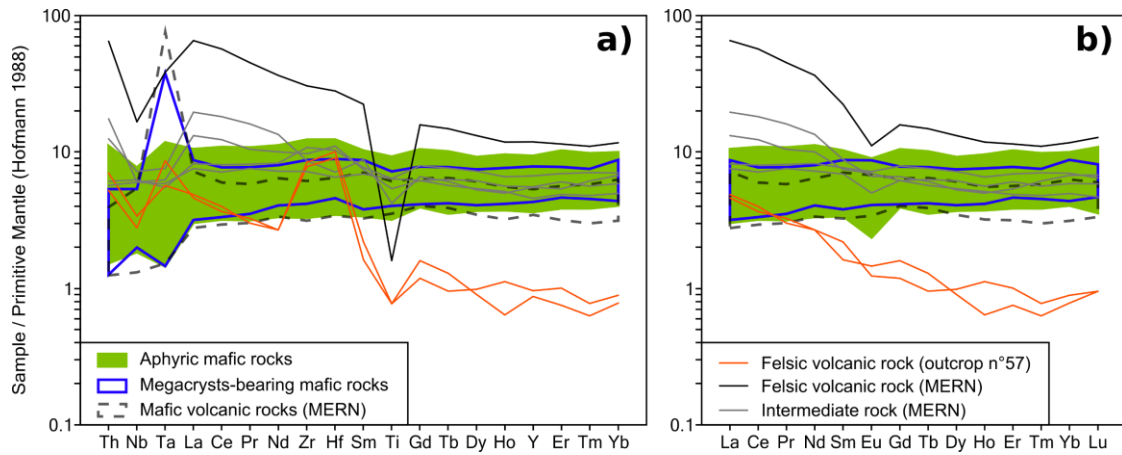 Sample / Primitive Mantle (Hofmann 1988)
100
10
1
0.1
a)
Aphyric mafic rocks
Megacrysts-bearing mafic rocks
Mafic volcanic rocks (MERN)
Th Nb Ta La Ce Pr Nd Zr Hf Sm Ti Gd Tb Dy Ho Y Er Tm Yb
100
10
1
0.1
b)
Felsic volcanic rock (outcrop n°57)
Felsic volcanic rock (MERN)
Intermediate rock (MERN)
La Ce Pr Nd Sm Eu Gd Tb Dy Ho Er Tm Yb Lu